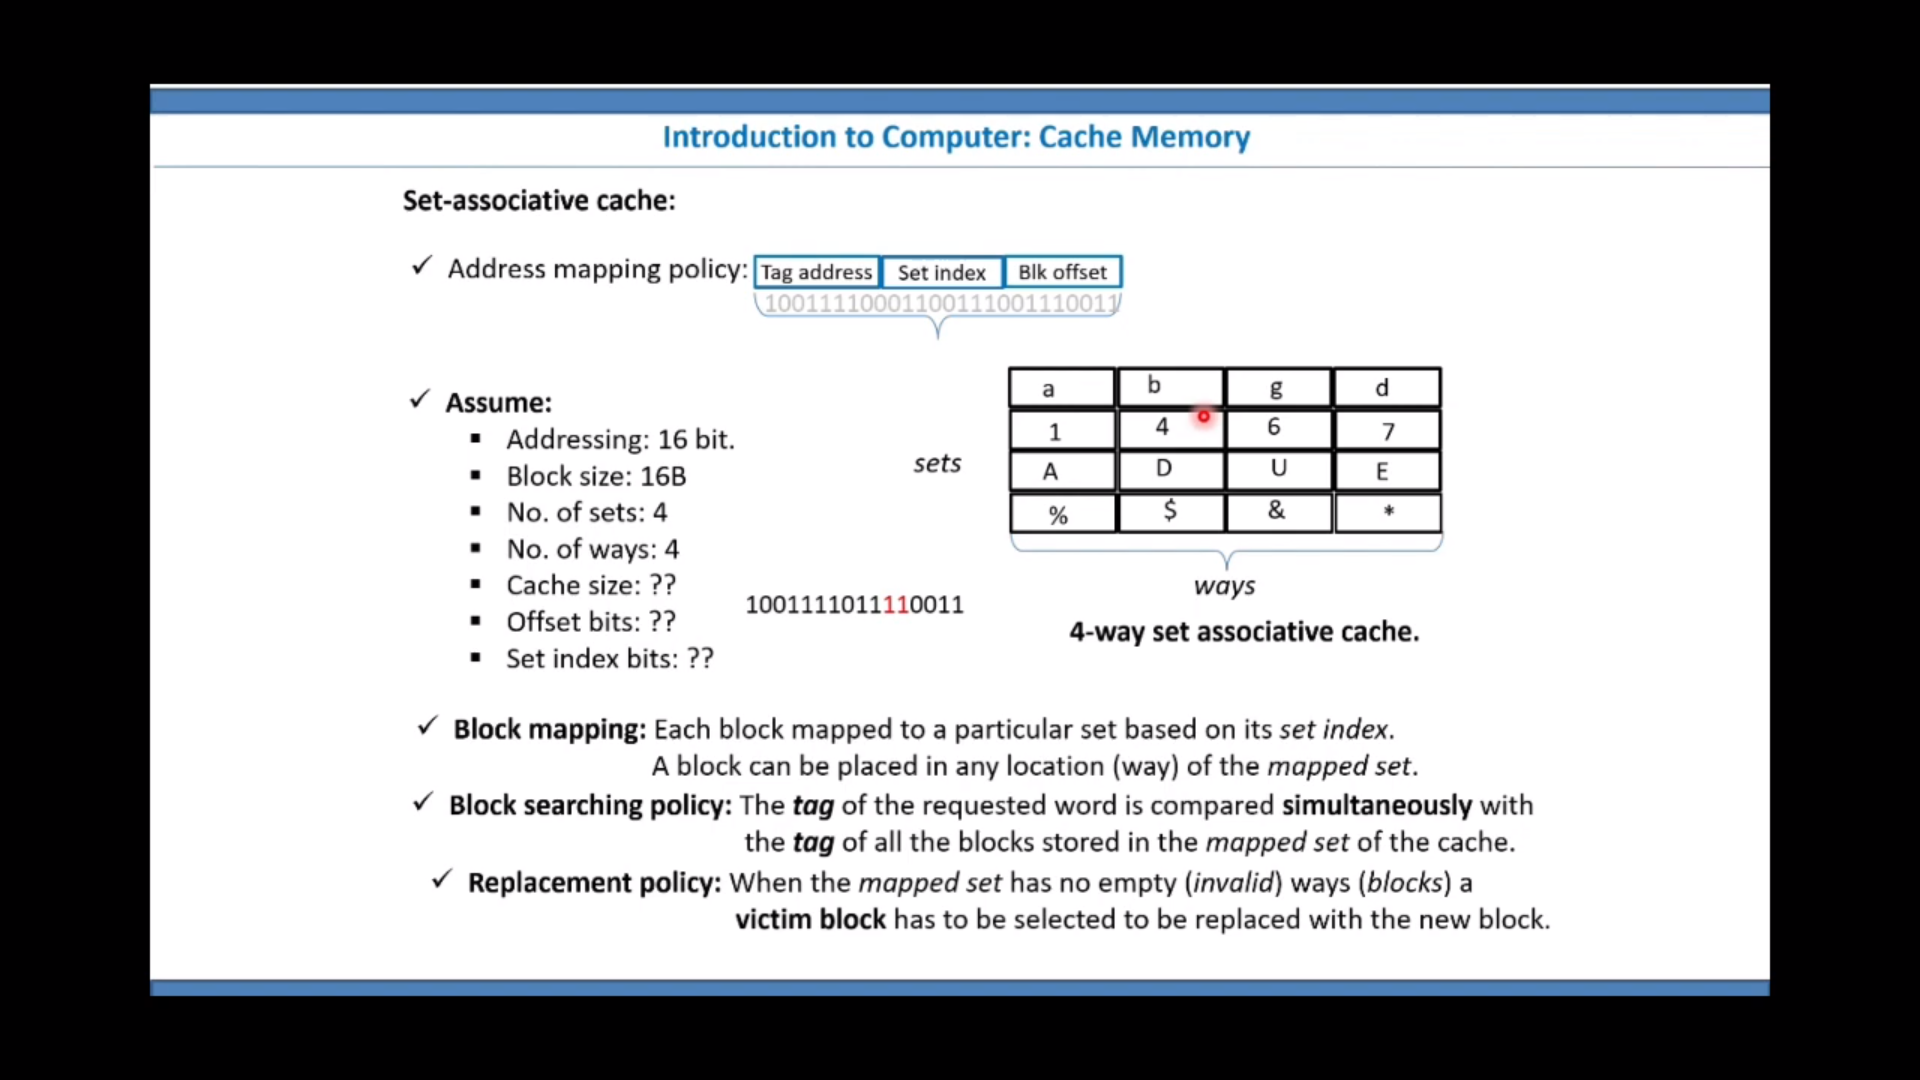 Introduction to Computer: Cache Memory
Set-associative cache:
✓ Address mapping policy: Tag address Set index Blk offset
10011110001100111001110011
✓ Assume:
▪ Addressing: 16 bit.
▪ Block size: 16B
▪ No. of sets: 4
▪ No. of ways: 4
▪ Cache size: ??
▪ Offset bits: ??
▪ Set index bits: ??
1001111011110011
sets
a b g d
1 4 6 7
A D U E
% $ & *
ways
4-way set associative cache.
✓ Block mapping: Each block mapped to a particular set based on its set index.
A block can be placed in any location (way) of the mapped set.
✓ Block searching policy: The tag of the requested word is compared simultaneously with
the tag of all the blocks stored in the mapped set of the cache.
✓ Replacement policy: When the mapped set has no empty (invalid) ways (blocks) a
victim block has to be selected to be replaced with the new block.